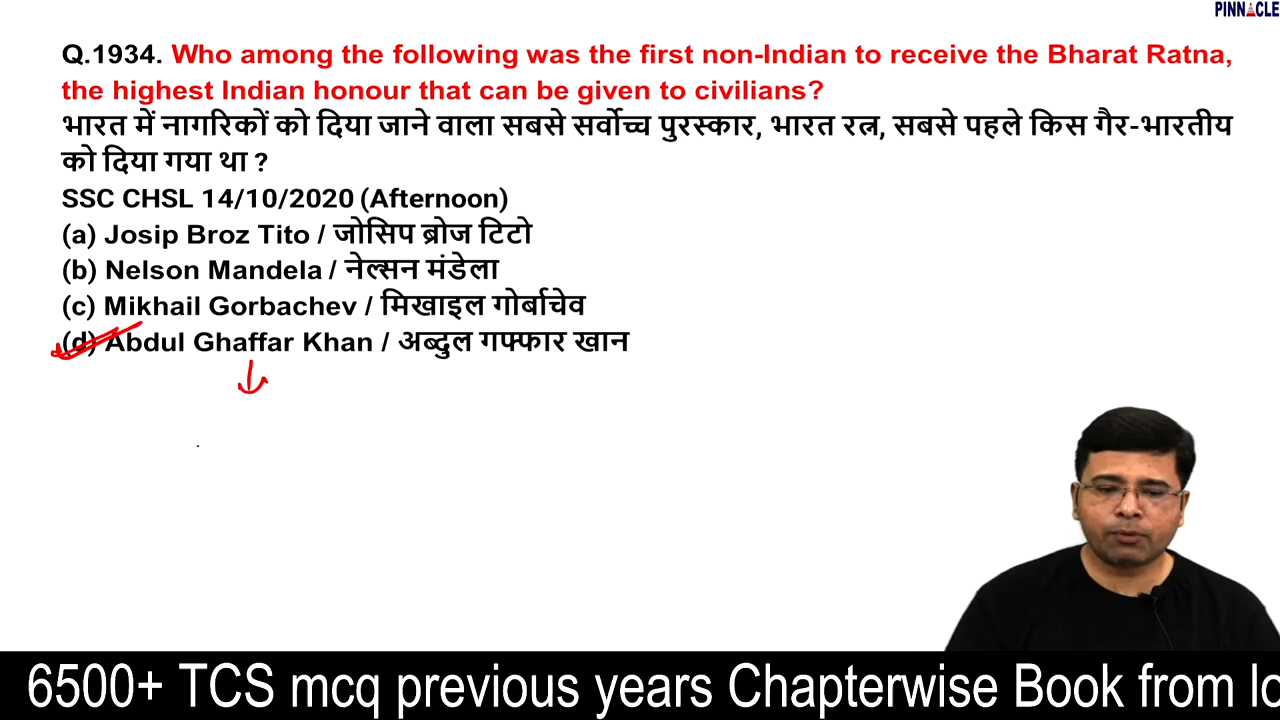 PINNACLE
Q.1934. Who among the following was the first non-Indian to receive the Bharat Ratna,
the highest Indian honour that can be given to civilians?
भारत में नागरिकों को दिया जाने वाला सबसे सर्वोच्च पुरस्कार, भारत रत्न, सबसे पहले किस गैर-भारतीय
को दिया गया था ?
SSC CHSL 14/10/2020 (Afternoon)
(a) Josip Broz Tito / जोसिप ब्रोज टिटो
(b) Nelson Mandela / नेल्सन मंडेला
(c) Mikhail Gorbachev / मिखाइल गोर्बाचेव
(d) Abdul Ghaffar Khan / अब्दुल गफ्फार खान
6500+ TCS mcq previous years Chapterwise Book from